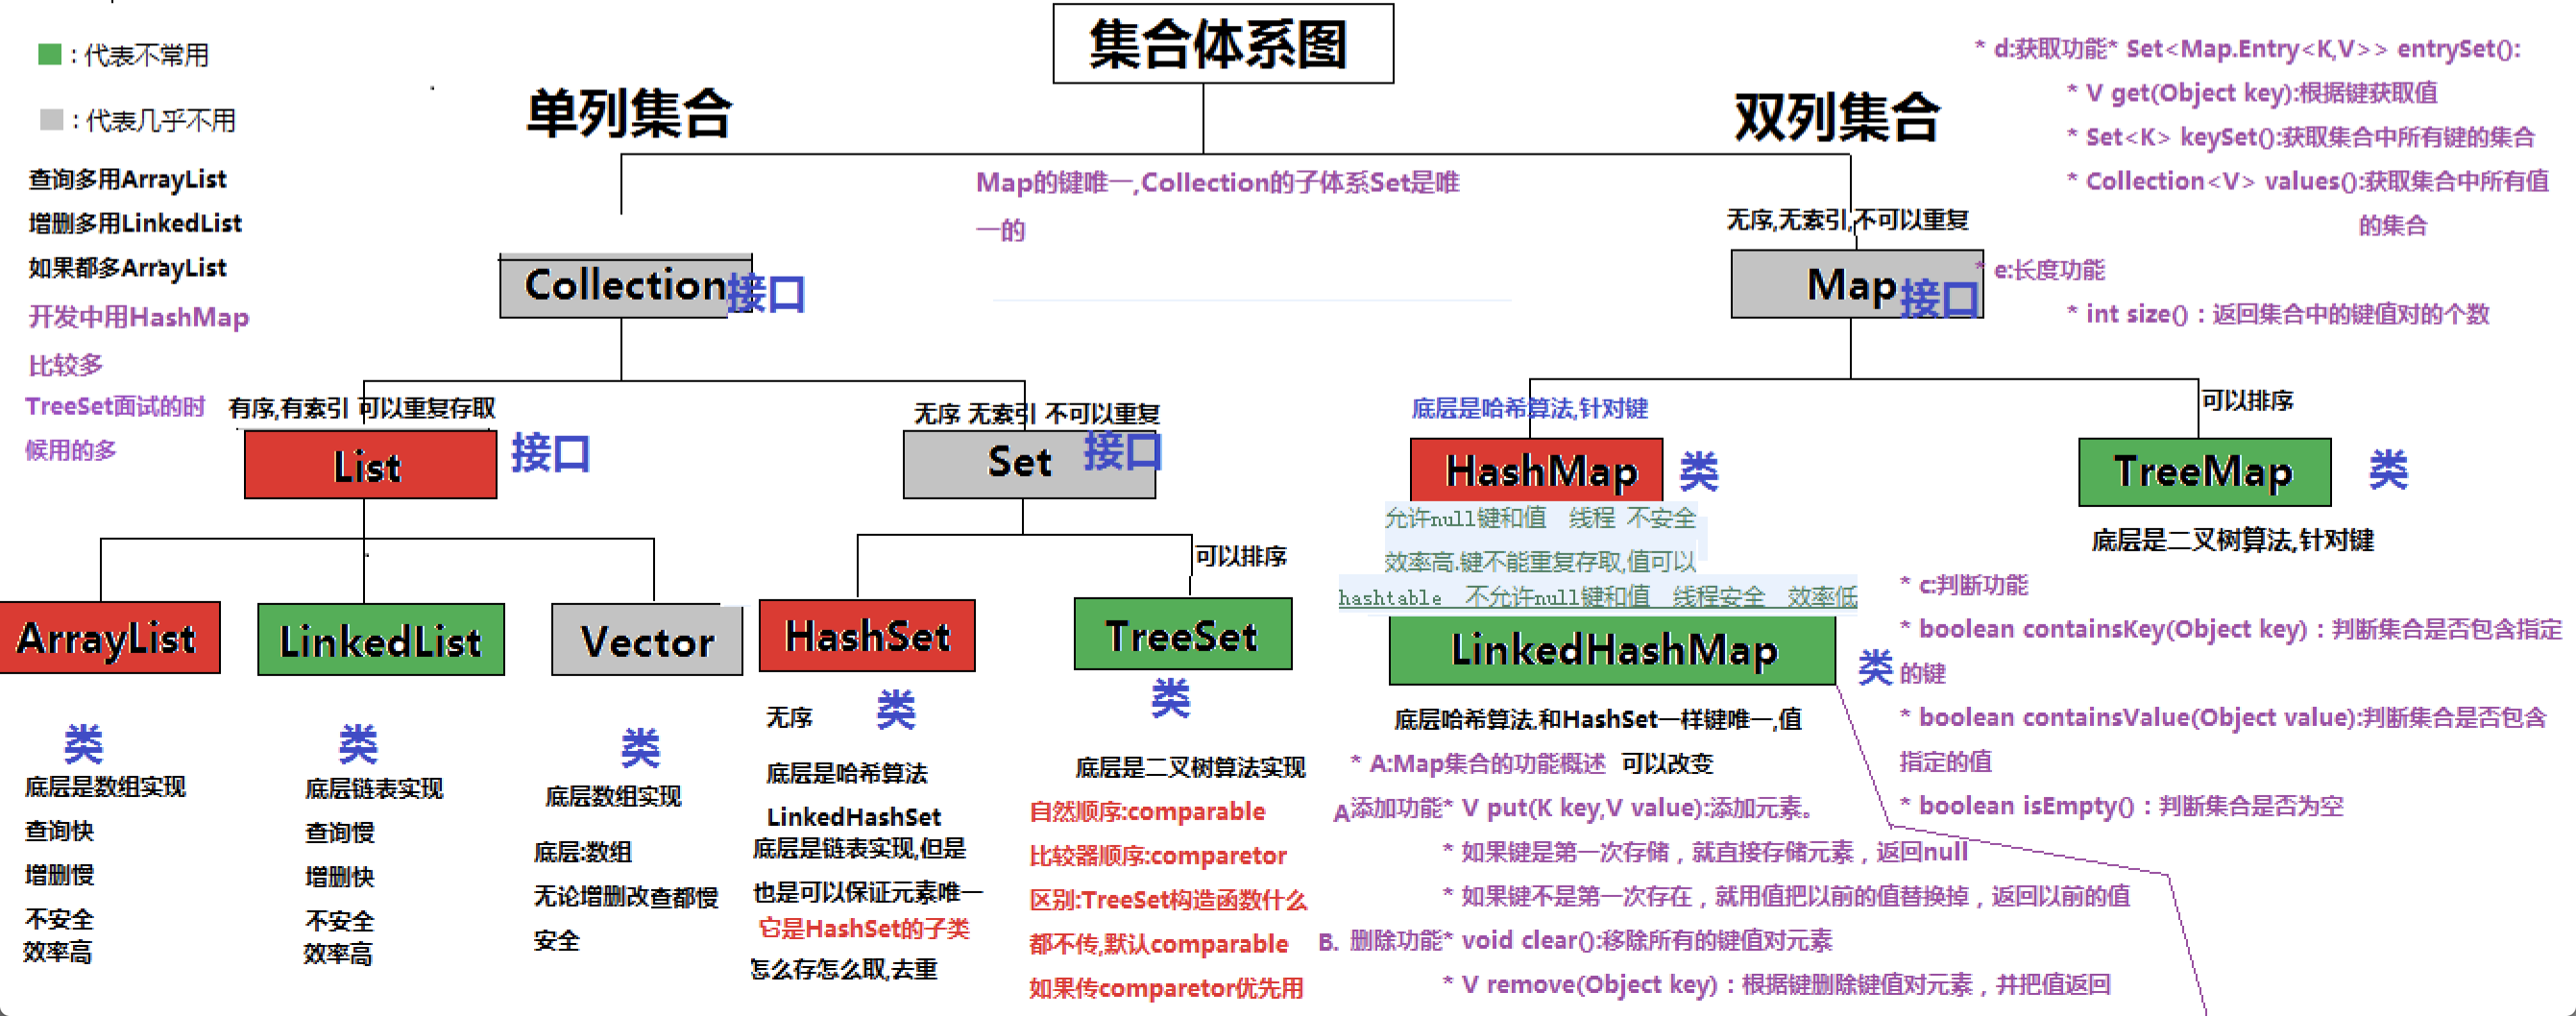 集合体系图
: 代表不常用
: 代表几乎不用
查询多用ArrayList
增删多用LinkedList
如果都多ArrayList
开发中用HashMap
比较多
TreeSet面试的时
候用的多
单列集合
双列集合
Map的键唯一,Collection的子体系Set是唯
一的
* d:获取功能* Set<Map.Entry<K,V>> entrySet():
* V get(Object key):根据键获取值
* Set<K> keySet():获取集合中所有键的集合
* Collection<V> values():获取集合中所有值
的集合
* e:长度功能
* int size()：返回集合中的键值对的个数
Collection
接口
无序,无索引,不可以重复
Map
接口
有序,有索引 可以重复存取
List
接口
无序 无索引 不可以重复
Set
接口
底层是哈希算法,针对键
HashMap
类
允许null键和值 线程 不安全
效率高.键不能重复存取,值可以
hashtable 不允许null键和值 线程安全 效率低
可以排序
TreeMap
类
底层是二叉树算法,针对键
ArrayList
类
底层是数组实现
查询快
增删慢
不安全
效率高
LinkedList
类
底层链表实现
查询慢
增删快
不安全
效率高
Vector
类
底层数组实现
底层:数组
无论增删改查都慢
安全
HashSet
类
无序
底层是哈希算法
LinkedHashSet
底层是链表实现,但是
也是可以保证元素唯一
它是HashSet的子类
怎么存怎么取,去重
可以排序
TreeSet
类
底层是二叉树算法实现
自然顺序:comparable
比较器顺序:comparetor
区别:TreeSet构造函数什么
都不传,默认comparable
如果传comparetor优先用
LinkedHashMap
类
底层哈希算法,和HashSet一样键唯一,值
可以改变
* A:Map集合的功能概述
A添加功能* V put(K key,V value):添加元素。
* 如果键是第一次存储，就直接存储元素，返回null
* 如果键不是第一次存在，就用值把以前的值替换掉，返回以前的值
B. 删除功能* void clear():移除所有的键值对元素
* V remove(Object key)：根据键删除键值对元素，并把值返回
* c:判断功能
* boolean containsKey(Object key)：判断集合是否包含指定
的键
* boolean containsValue(Object value):判断集合是否包含
指定的值
* boolean isEmpty()：判断集合是否为空